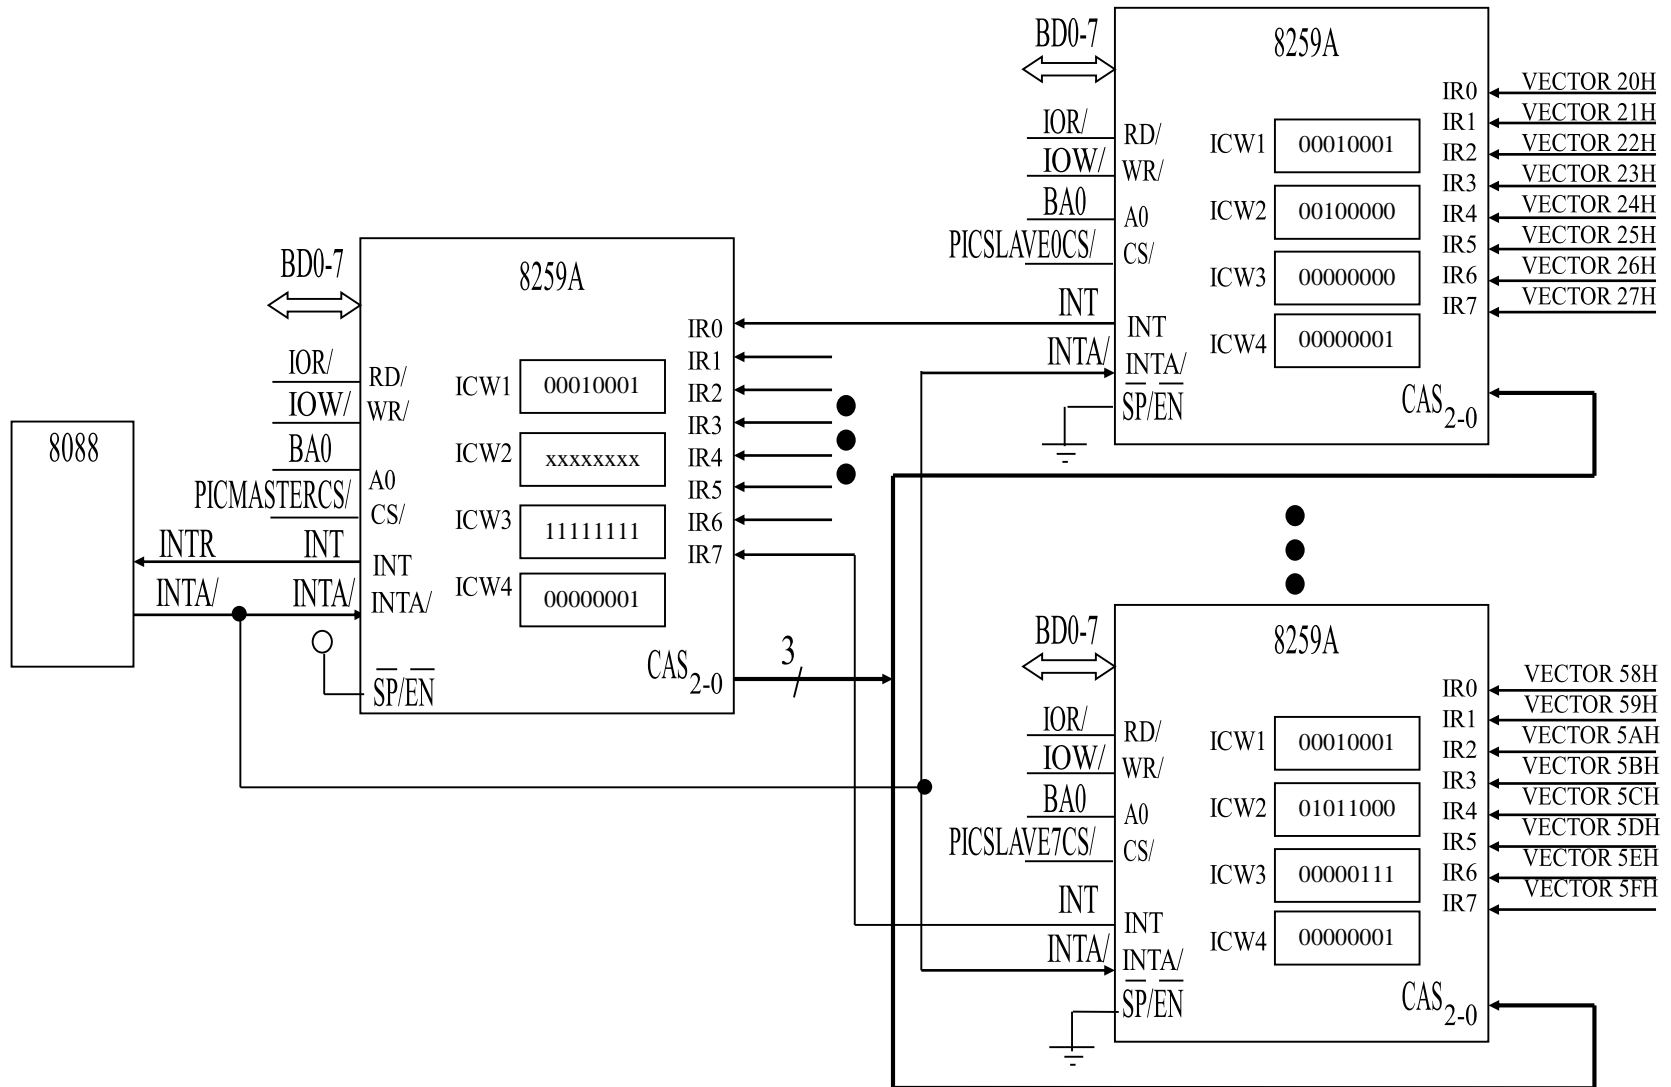 8088
INTR
INTA/
BD0-7
IOR/
IOW/
BA0
PICMASTERCS/
INT
INTA/
8259A
RD/
WR/
A0
CS/
INT
INTA/
SP/EN
ICW1 00010001
ICW2 xxxxxxxx
ICW3 11111111
ICW4 00000001
IR0
IR1
IR2
IR3
IR4
IR5
IR6
IR7
CAS2-0
3
BD0-7
IOR/
IOW/
BA0
PICSLAVE0CS/
INT
INTA/
8259A
RD/
WR/
A0
CS/
INT
INTA/
SP/EN
ICW1 00010001
ICW2 00100000
ICW3 00000000
ICW4 00000001
IR0 VECTOR 20H
IR1 VECTOR 21H
IR2 VECTOR 22H
IR3 VECTOR 23H
IR4 VECTOR 24H
IR5 VECTOR 25H
IR6 VECTOR 26H
IR7 VECTOR 27H
CAS2-0
BD0-7
IOR/
IOW/
BA0
PICSLAVE7CS/
INT
INTA/
8259A
RD/
WR/
A0
CS/
INT
INTA/
SP/EN
ICW1 00010001
ICW2 01011000
ICW3 00000111
ICW4 00000001
IR0 VECTOR 58H
IR1 VECTOR 59H
IR2 VECTOR 5AH
IR3 VECTOR 5BH
IR4 VECTOR 5CH
IR5 VECTOR 5DH
IR6 VECTOR 5EH
IR7 VECTOR 5FH
CAS2-0